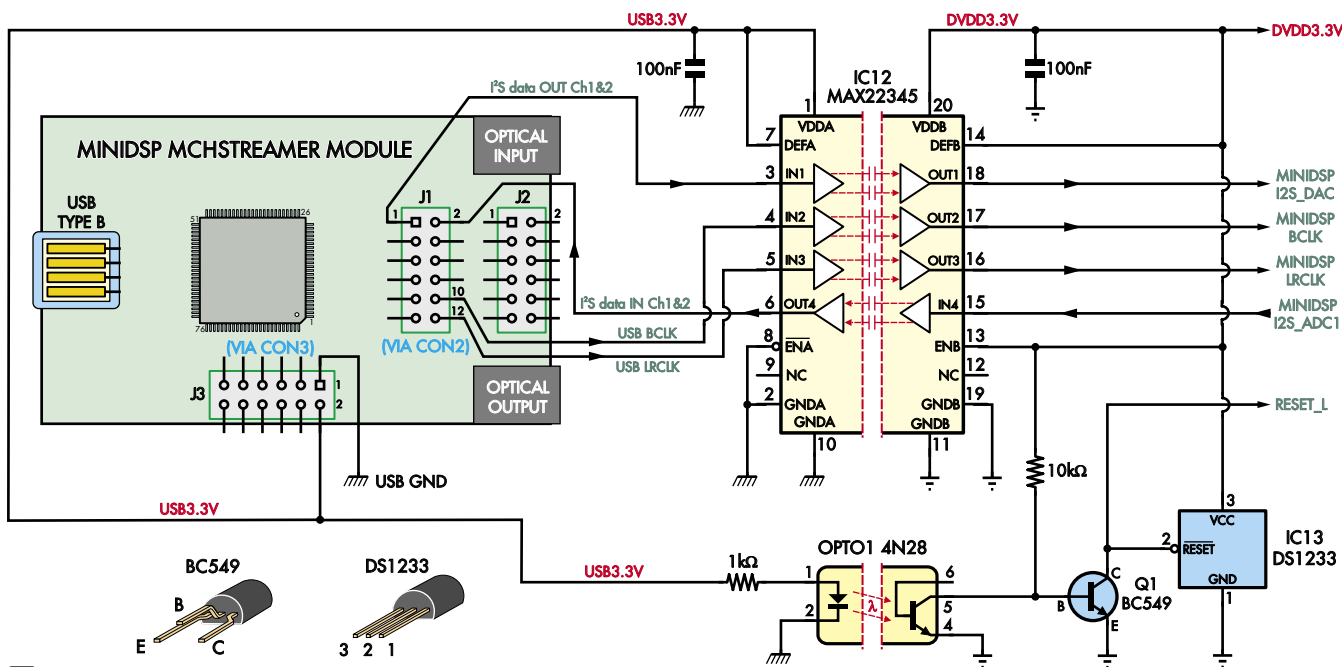 USB3.3V
DVDD3.3V
DVDD3.3V
100nF
100nF
IC12
MAX22345
I²S data OUT Ch1&2
1
20
VDDA
VDDB
7
DEFA
DEFB
14
MINIDSP MCHSTREAMER MODULE
OPTICAL
INPUT
3
IN1
OUT1
18
MINIDSP
I2S_DAC
USB
TYPE B
51
26
76
1
J1
1
2
J2
1
2
4
IN2
OUT2
17
MINIDSP
BCLK
5
IN3
OUT3
16
MINIDSP
LRCLK
10
12
I²S data IN Ch1&2
6
OUT4
IN4
15
MINIDSP
I2S_ADC1
USB BCLK
USB LRCLK
(VIA CON3)
(VIA CON2)
8
ENA
ENB
13
9
NC
NC
12
2
GNDA
GNDB
19
GNDA
GNDB
10
11
J3
1
2
OPTICAL
OUTPUT
RESET_L
USB GND
10kΩ
USB3.3V
3
VCC
2
RESET
GND
1
IC13
DS1233
OPTO1 4N28
1kΩ
USB3.3V
1
2
λ
6
5
4
B
C
E
Q1
BC549
BC549
B
E
C
DS1233
3
2
1